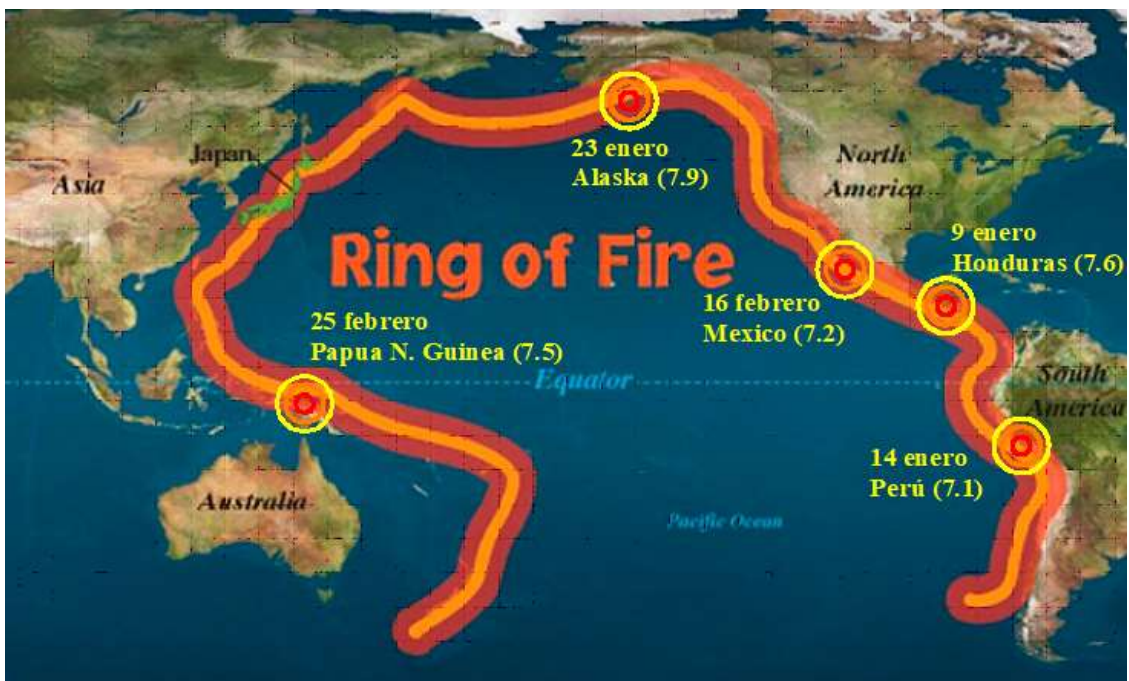 23 enero
Alaska (7.9)
Japan
North
America
Asia
9 enero
Honduras (7.6)
Ring of Fire
16 febrero
Mexico (7.2)
25 febrero
Papua N. Guinea (7.5)
Equator
South
America
14 enero
Perú (7.1)
Australia
Pacific Ocean